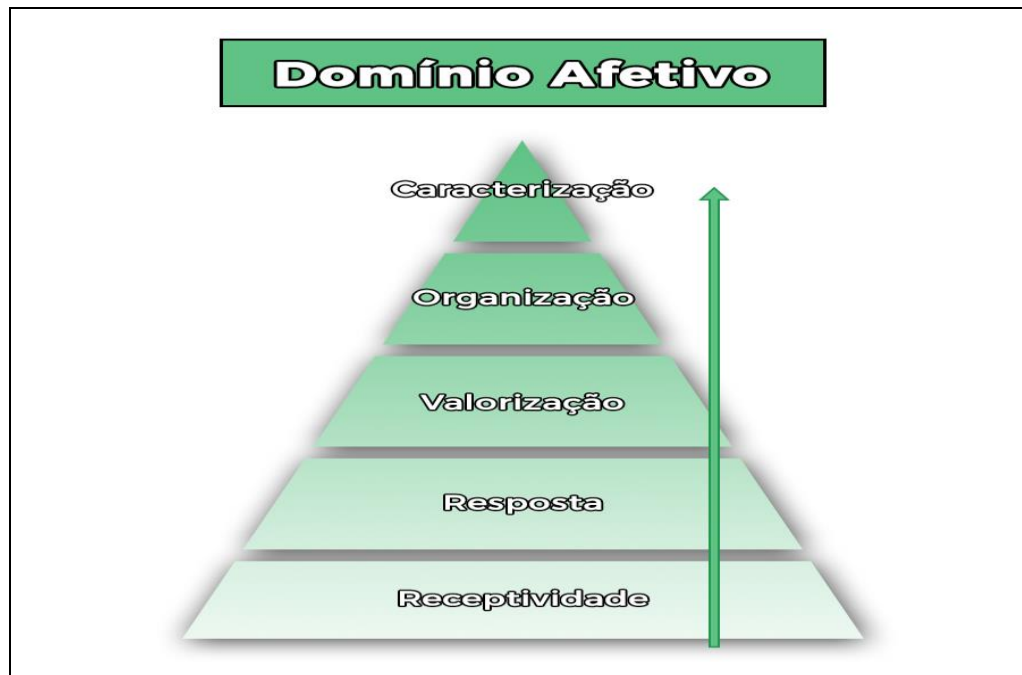 Domínio Afetivo
Caracterização
Organização
Valorização
Resposta
Receptividade